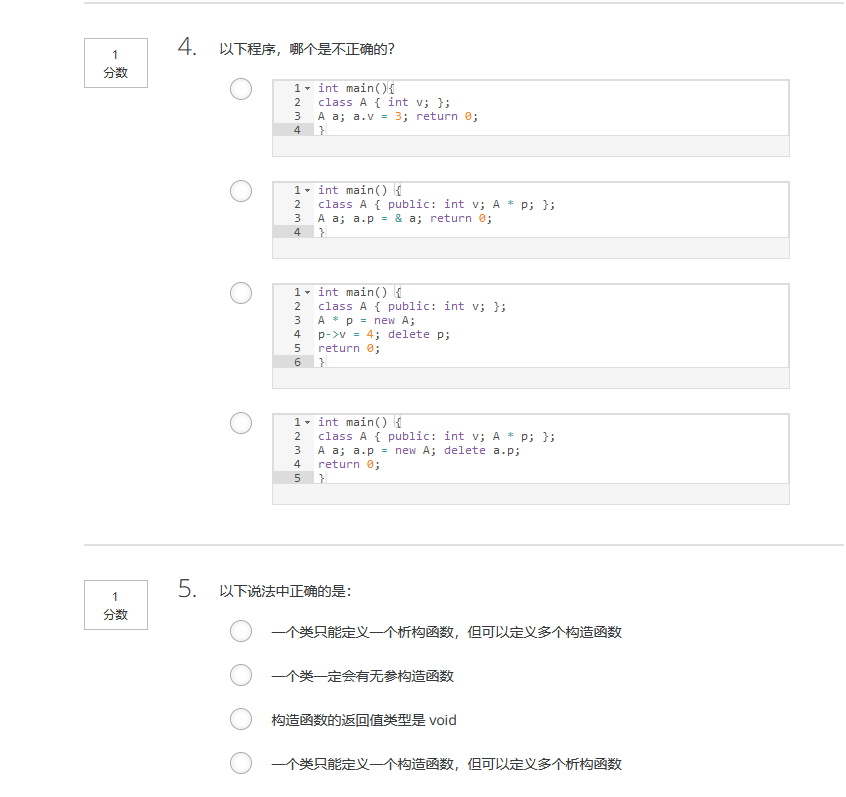 1
分数
4.
以下程序，哪个是不正确的?
1 int main(){
2 class A { int v; };
3 A a; a.v = 3; return 0;
4 }
1 int main() {
2 class A { public: int v; A * p; };
3 A a; a.p = & a; return 0;
4 }
1 int main() {
2 class A { public: int v; };
3 A * p = new A;
4 p->v = 4; delete p;
5 return 0;
6 }
1 int main() {
2 class A { public: int v; A * p; };
3 A a; a.p = new A; delete a.p;
4 return 0;
5 }
1
分数
5.
以下说法中正确的是:
一个类只能定义一个析构函数，但可以定义多个构造函数
一个类一定会有无参构造函数
构造函数的返回值类型是 void
一个类只能定义一个构造函数，但可以定义多个析构函数